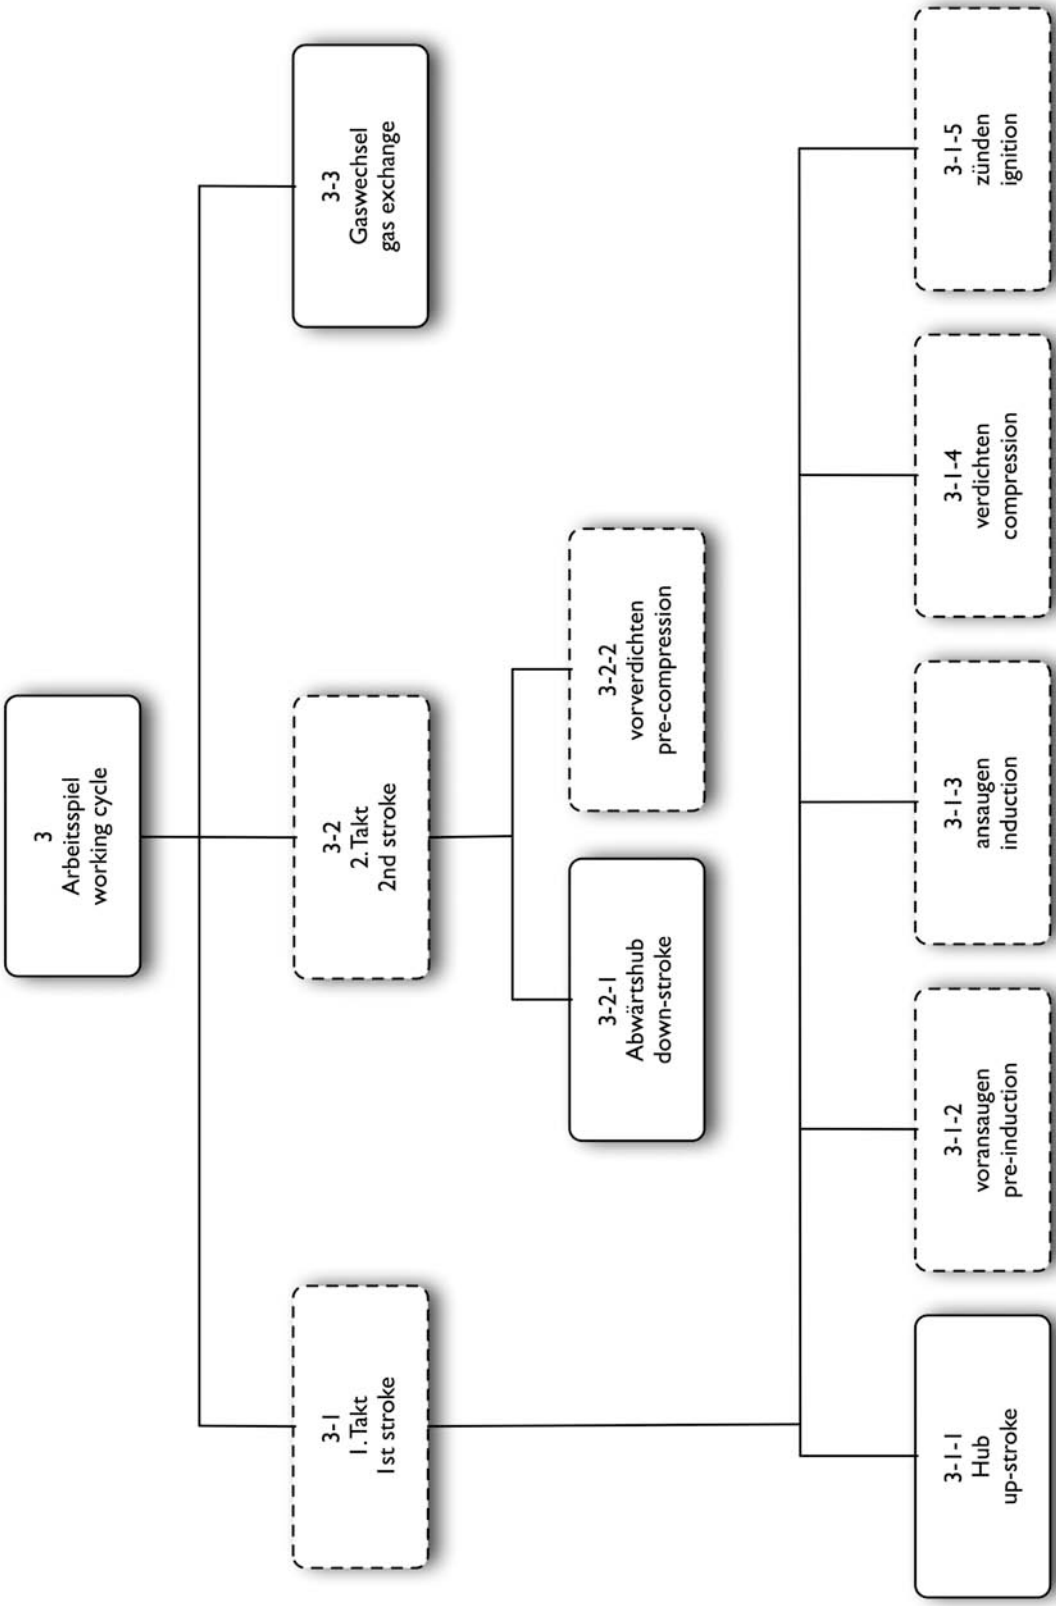 3
Arbeitsspiel
working cycle
3-1
1. Takt
1st stroke
3-2
2. Takt
2nd stroke
3-3
Gaswechsel
gas exchange
3-2-1
Abwärtshub
down-stroke
3-2-2
vorverdichten
pre-compression
3-1-1
Hub
up-stroke
3-1-2
voransaugen
pre-induction
3-1-3
ansaugen
induction
3-1-4
verdichten
compression
3-1-5
zünden
ignition